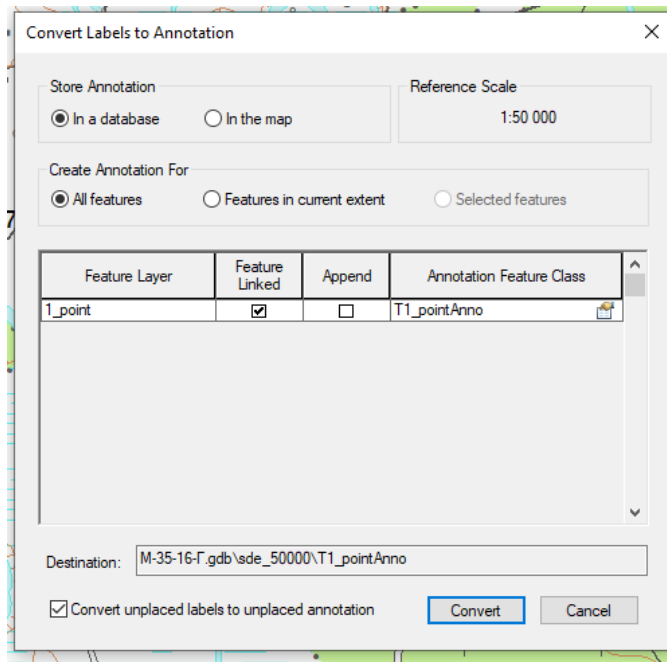 Convert Labels to Annotation
Store Annotation
In a database
In the map
Reference Scale
1:50 000
Create Annotation For
All features
Features in current extent
Selected features
Feature Layer
Feature Linked
Append
Annotation Feature Class
1_point
T1_pointAnno
Destination:
M-35-16-Г.gdb\sde_50000\T1_pointAnno
Convert unplaced labels to unplaced annotation
Convert
Cancel
7